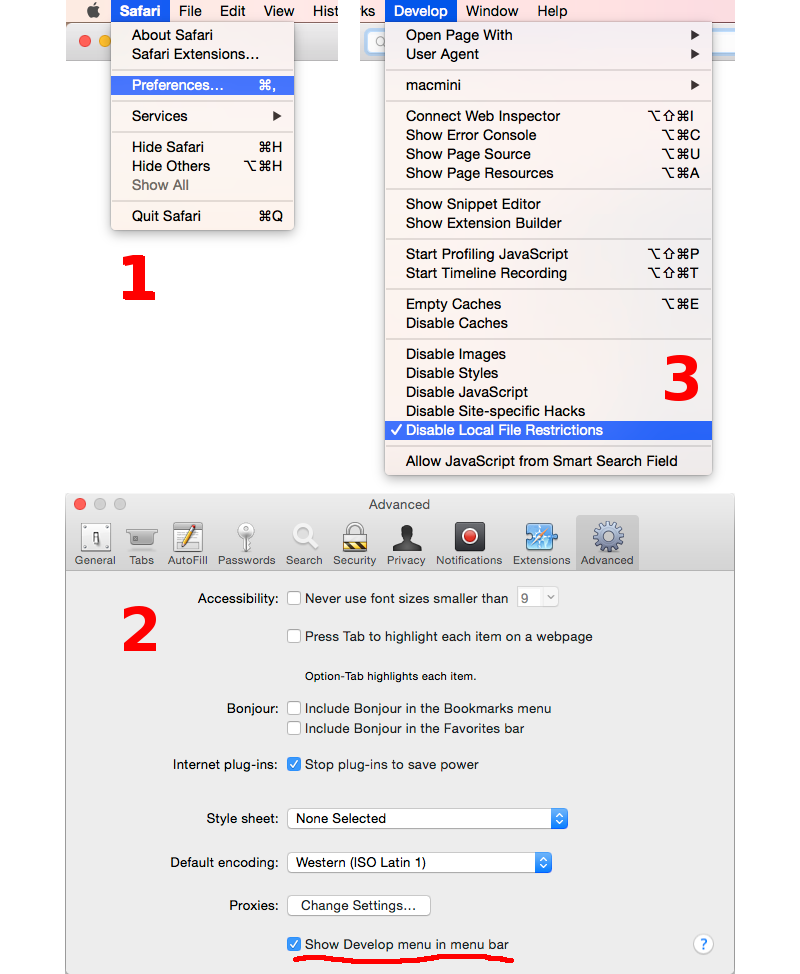 Safari File Edit View Hist
About Safari
Safari Extensions...
Preferences... ⌘,
Services ▶
Hide Safari ⌘H
Hide Others ⌥⌘H
Show All
Quit Safari ⌘Q
1
ks Develop Window Help
Open Page With ▶
User Agent ▶
macmini ▶
Connect Web Inspector ⌥⇧⌘I
Show Error Console ⌥⌘C
Show Page Source ⌥⌘U
Show Page Resources ⌥⌘A
Show Snippet Editor
Show Extension Builder
Start Profiling JavaScript ⌥⇧⌘P
Start Timeline Recording ⌥⇧⌘T
Empty Caches ⌥⌘E
Disable Caches
Disable Images
Disable Styles
Disable JavaScript
Disable Site-specific Hacks
✓ Disable Local File Restrictions
Allow JavaScript from Smart Search Field
3
Advanced
General Tabs AutoFill Passwords Search Security Privacy Notifications Extensions Advanced
2
Accessibility: Never use font sizes smaller than 9
Press Tab to highlight each item on a webpage
Option-Tab highlights each item.
Bonjour: Include Bonjour in the Bookmarks menu
Include Bonjour in the Favorites bar
Internet plug-ins: Stop plug-ins to save power
Style sheet: None Selected
Default encoding: Western (ISO Latin 1)
Proxies: Change Settings...
Show Develop menu in menu bar ?